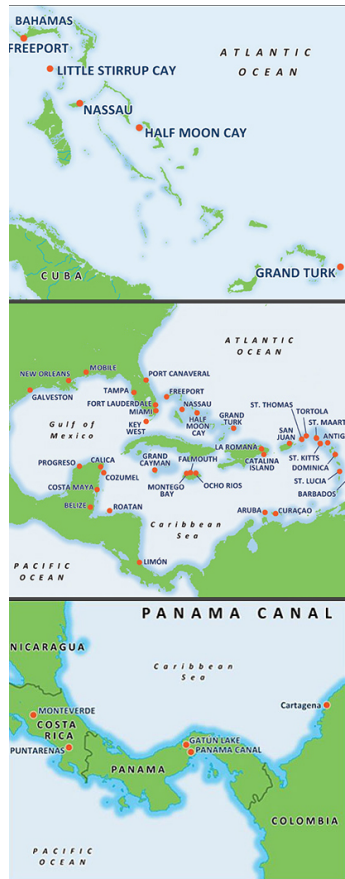 BAHAMAS
FREEPORT
ATLANTIC
OCEAN
LITTLE STIRRUP CAY
NASSAU
HALF MOON CAY
CUBA
GRAND TURK
ATLANTIC
OCEAN
NEW ORLEANS
MOBILE
PORT CANAVERAL
GALVESTON
TAMPA
FREEPORT
FORT LAUDERDALE
MIAMI
NASSAU
HALF
MOON
CAY
KEY
WEST
Gulf of
Mexico
GRAND
TURK
ST. THOMAS
TORTOLA
ST. MAART
SAN
JUAN
ANTIG
LA ROMANA
PROGRESO
CALICA
COZUMEL
GRAND
CAYMAN
FALMOUTH
CATALINA
ISLAND
ST. KITTS
DOMINICA
COSTA MAYA
MONTEGO
BAY
OCHO RIOS
ST. LUCIA
BARBADOS
BELIZE
ROATAN
ARUBA
CURAÇAO
Caribbean
Sea
PACIFIC
OCEAN
LIMÓN
PANAMA CANAL
NICARAGUA
Caribbean
Sea
MONTEVERDE
COSTA
RICA
Cartagena
PUNTARENAS
GATUN LAKE
PANAMA CANAL
PANAMA
COLOMBIA
PACIFIC
OCEAN